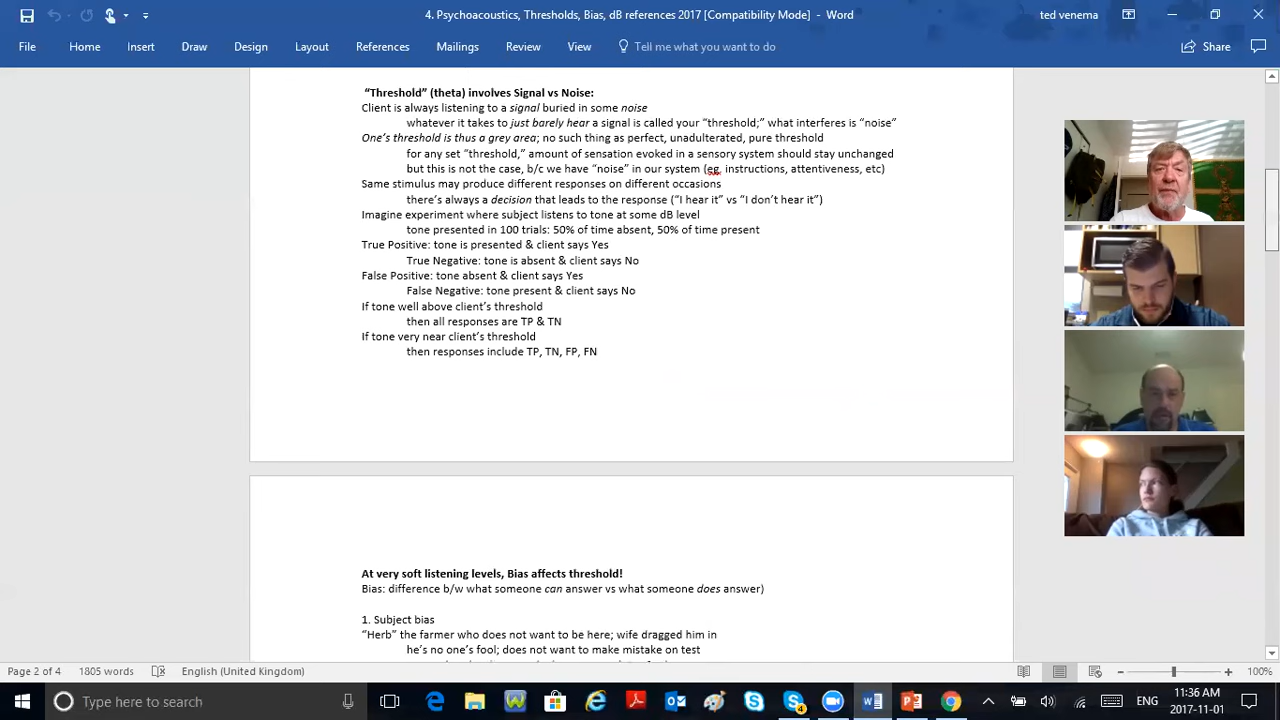 4. Psychoacoustics, Thresholds, Bias, dB references 2017 [Compatibility Mode] - Word
ted venema
File Home Insert Draw Design Layout References Mailings Review View Tell me what you want to do Share
“Threshold” (theta) involves Signal vs Noise:
Client is always listening to a signal buried in some noise
whatever it takes to just barely hear a signal is called your “threshold;” what interferes is “noise”
One’s threshold is thus a grey area; no such thing as perfect, unadulterated, pure threshold
for any set “threshold,” amount of sensation evoked in a sensory system should stay unchanged
but this is not the case, b/c we have “noise” in our system (eg. instructions, attentiveness, etc)
Same stimulus may produce different responses on different occasions
there’s always a decision that leads to the response (“I hear it” vs “I don’t hear it”)
Imagine experiment where subject listens to tone at some dB level
tone presented in 100 trials: 50% of time absent, 50% of time present
True Positive: tone is presented & client says Yes
True Negative: tone is absent & client says No
False Positive: tone absent & client says Yes
False Negative: tone present & client says No
If tone well above client’s threshold
then all responses are TP & TN
If tone very near client’s threshold
then responses include TP, TN, FP, FN
At very soft listening levels, Bias affects threshold!
Bias: difference b/w what someone can answer vs what someone does answer)
1. Subject bias
“Herb” the farmer who does not want to be here; wife dragged him in
he’s no one’s fool; does not want to make mistake on test
Page 2 of 4 1805 words English (United Kingdom) 100%
Type here to search
4
ENG
11:36 AM
2017-11-01